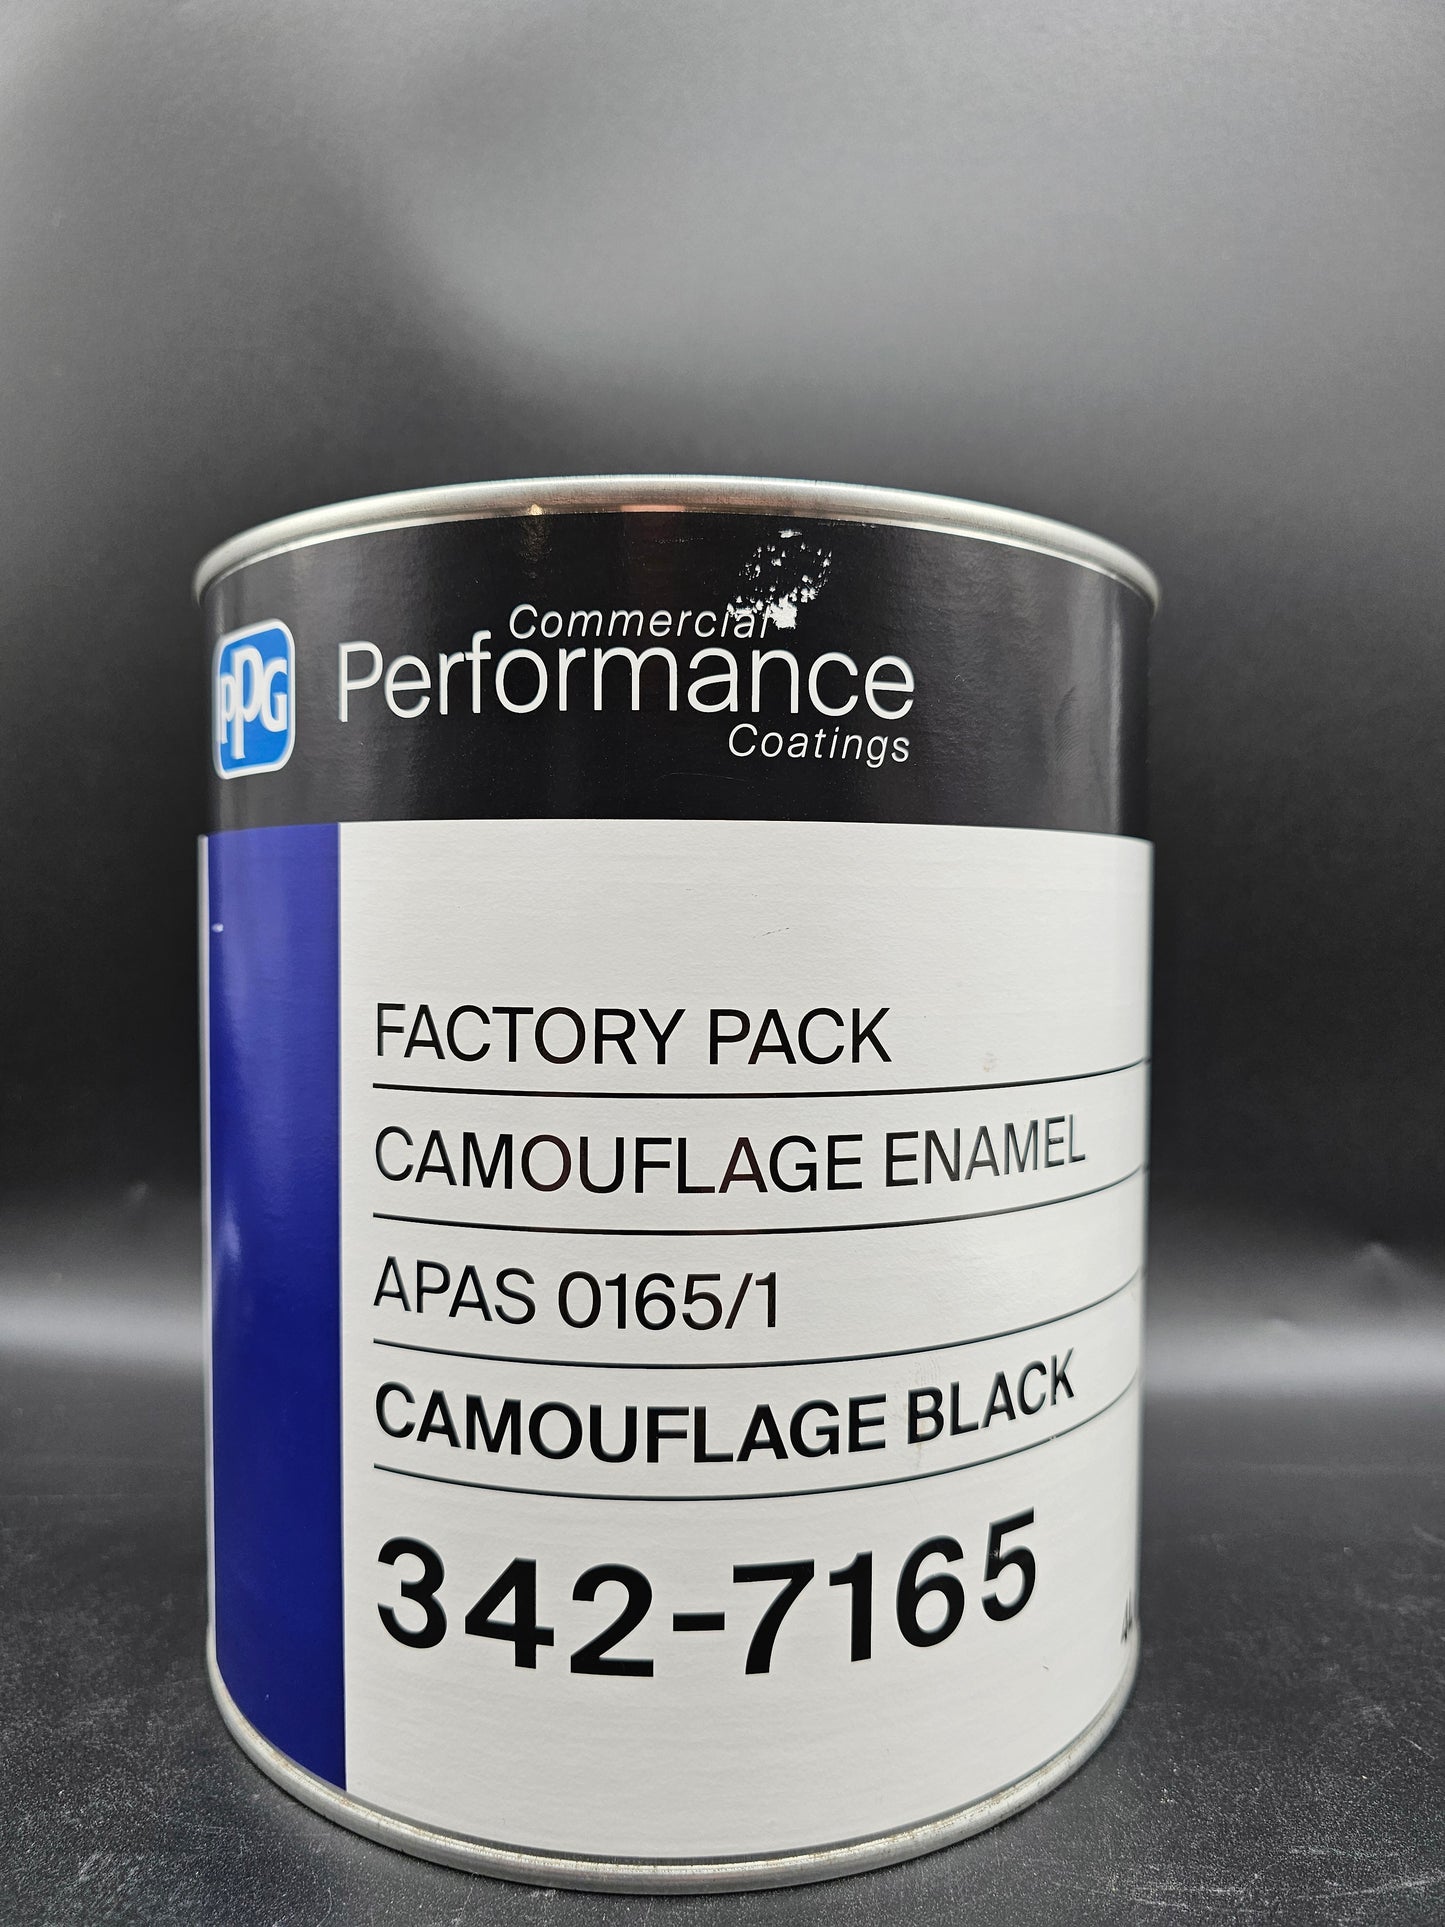 Commercial
PPG Performance
Coatings
FACTORY PACK
CAMOUFLAGE ENAMEL
APAS 0165/1
CAMOUFLAGE BLACK
342-7165